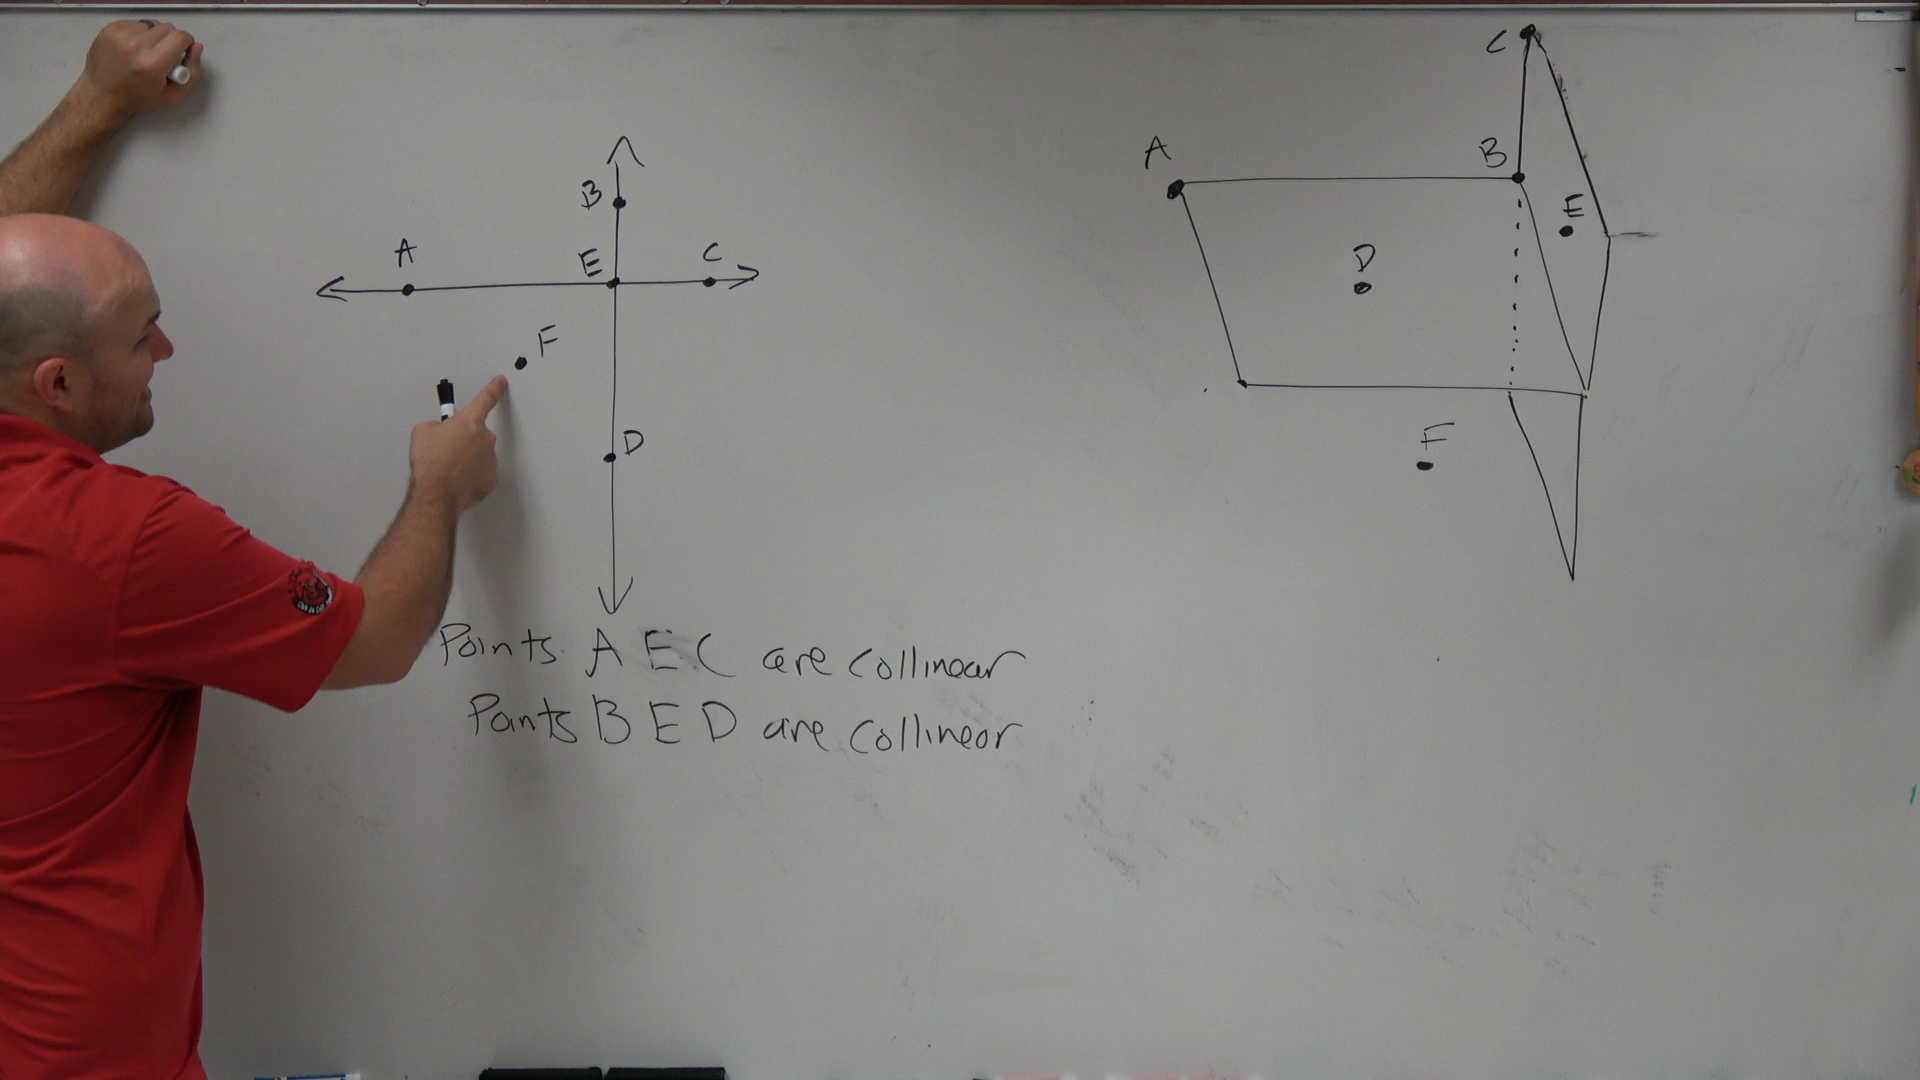 B
A
E
C
F
D
Points A E C are collinear
Points B E D are collinear
C
A
B
E
D
F